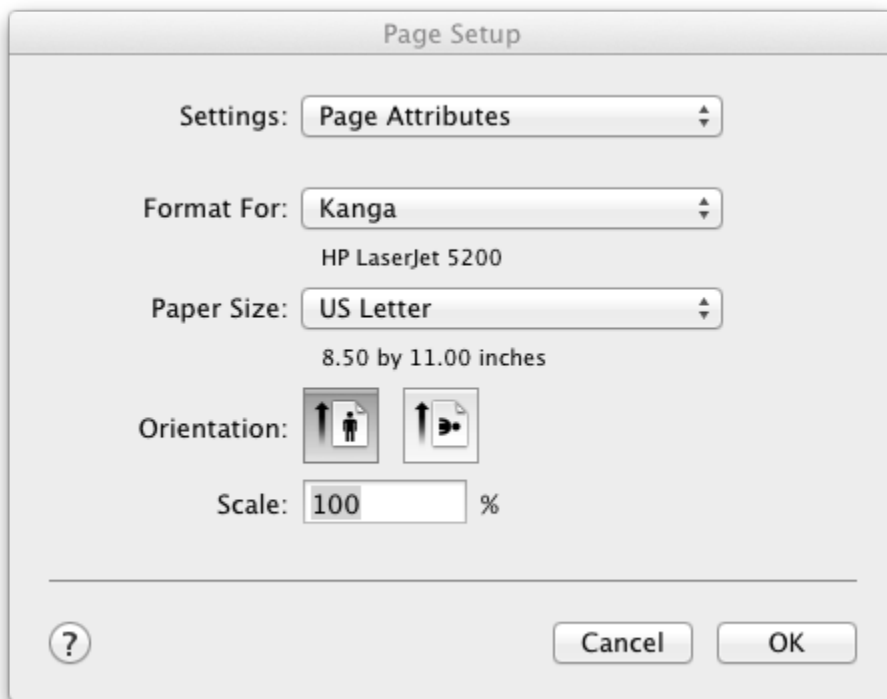 Page Setup
Settings: Page Attributes
Format For: Kanga
HP LaserJet 5200
Paper Size: US Letter
8.50 by 11.00 inches
Orientation:
Scale: 100 %
? Cancel OK